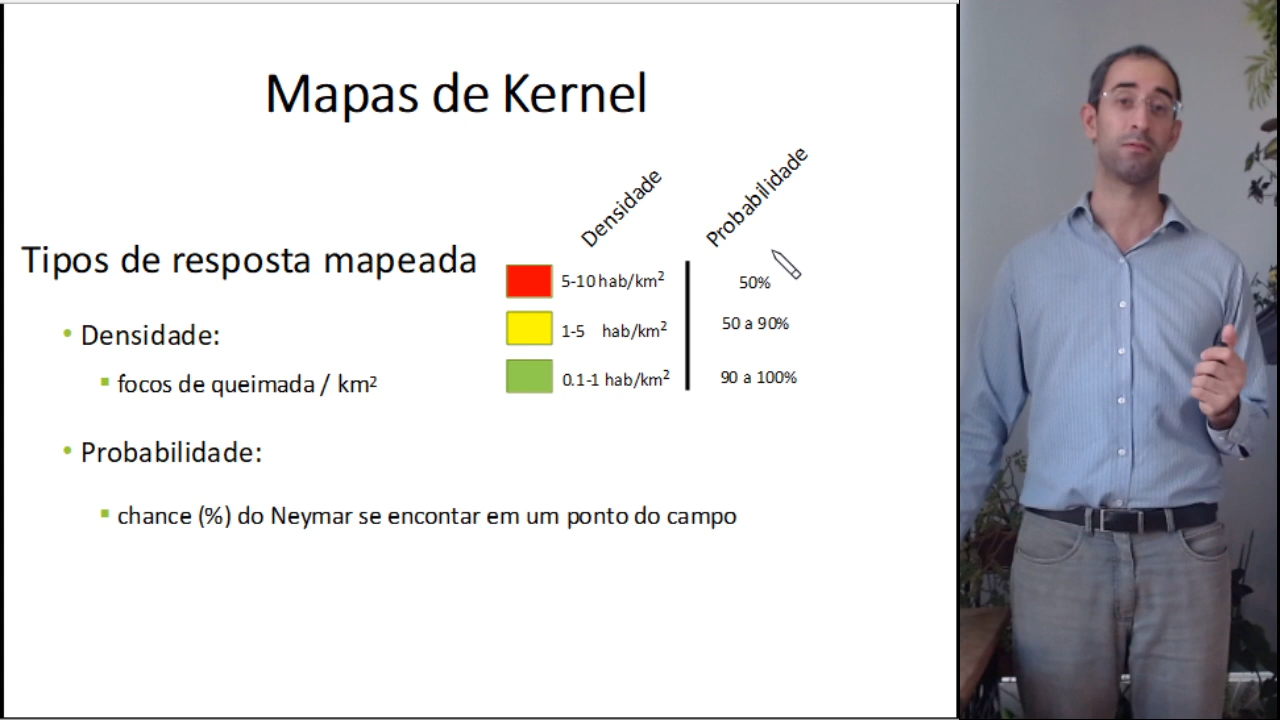 Mapas de Kernel
Densidade
Probabilidade
Tipos de resposta mapeada
5-10 hab/km²
50%
1-5 hab/km²
50 a 90%
0.1-1 hab/km²
90 a 100%
• Densidade:
▪ focos de queimada / km²
• Probabilidade:
▪ chance (%) do Neymar se encontar em um ponto do campo